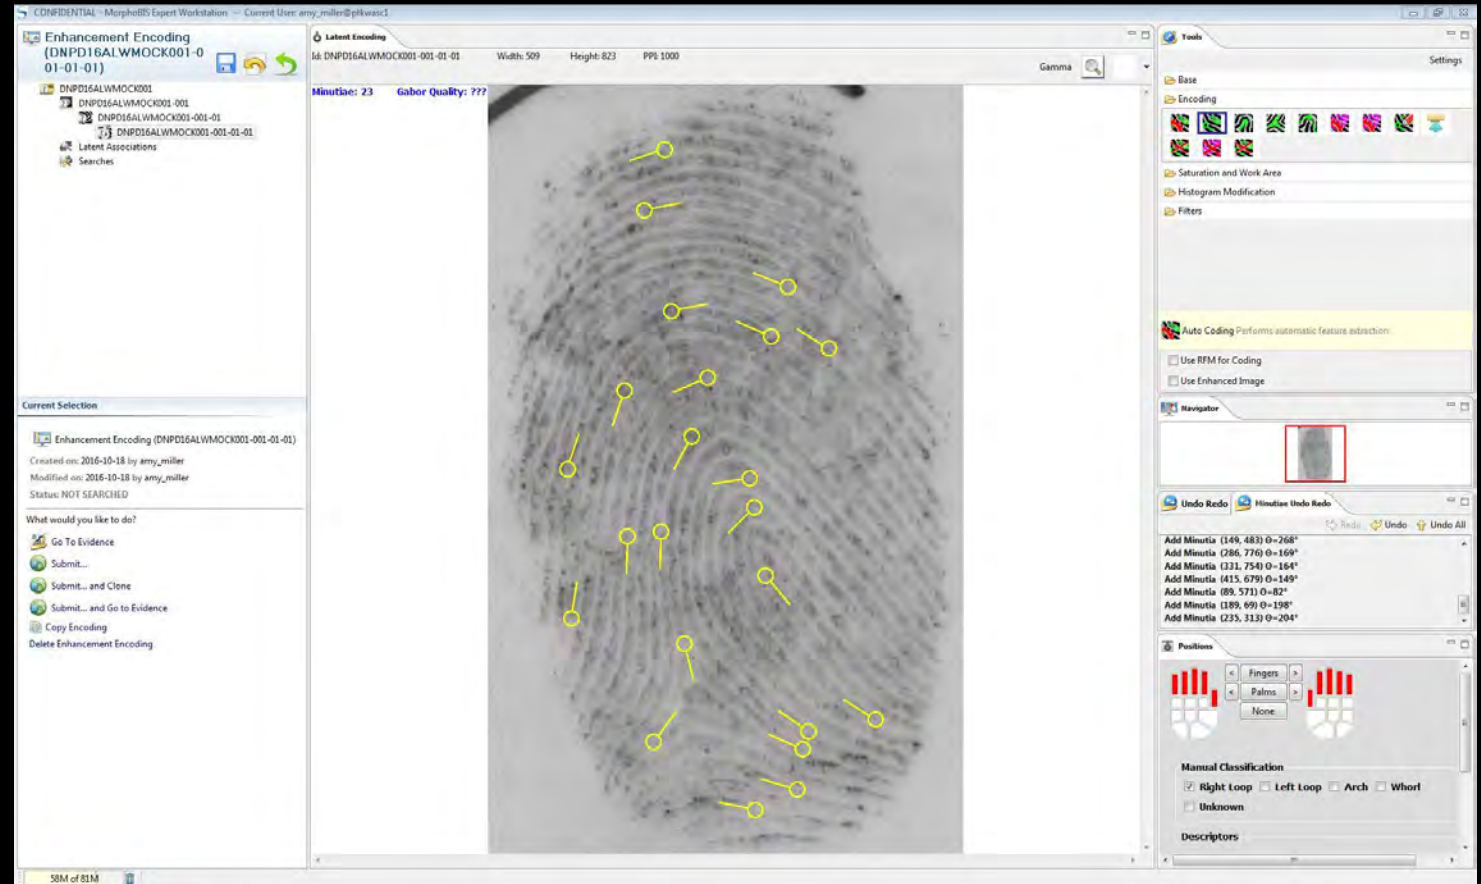 CONFIDENTIAL - MorphoBIS Expert Workstation - Current User: amy_miller@plkwasc1
Enhancement Encoding
(DNPD16ALWMOCK001-0
01-01-01)
DNPD16ALWMOCK001
DNPD16ALWMOCK001-001
DNPD16ALWMOCK001-001-01
DNPD16ALWMOCK001-001-01-01
Latent Associations
Searches
Current Selection
Enhancement Encoding (DNPD16ALWMOCK001-001-01-01)
Created on: 2016-10-18 by amy_miller
Modified on: 2016-10-18 by amy_miller
Status: NOT SEARCHED
What would you like to do?
Go To Evidence
Submit...
Submit... and Clone
Submit... and Go to Evidence
Copy Encoding
Delete Enhancement Encoding
58M of 81M
Latent Encoding
Id: DNPD16ALWMOCK001-001-01-01 Width: 509 Height: 823 PPI: 1000
Gamma
Minutiae: 23 Gabor Quality: ???
Tools
Settings
Base
Encoding
Saturation and Work Area
Histogram Modification
Filters
Auto Coding Performs automatic feature extraction.
Use RFM for Coding
Use Enhanced Image
Navigator
Undo Redo Minutiae Undo Redo
Redo Undo Undo All
Add Minutia (149, 483) Θ=268°
Add Minutia (286, 776) Θ=169°
Add Minutia (331, 754) Θ=164°
Add Minutia (415, 679) Θ=149°
Add Minutia (89, 571) Θ=82°
Add Minutia (189, 69) Θ=198°
Add Minutia (235, 313) Θ=204°
Positions
< Fingers >
< Palms >
None
Manual Classification
Right Loop Left Loop Arch Whorl
Unknown
Descriptors